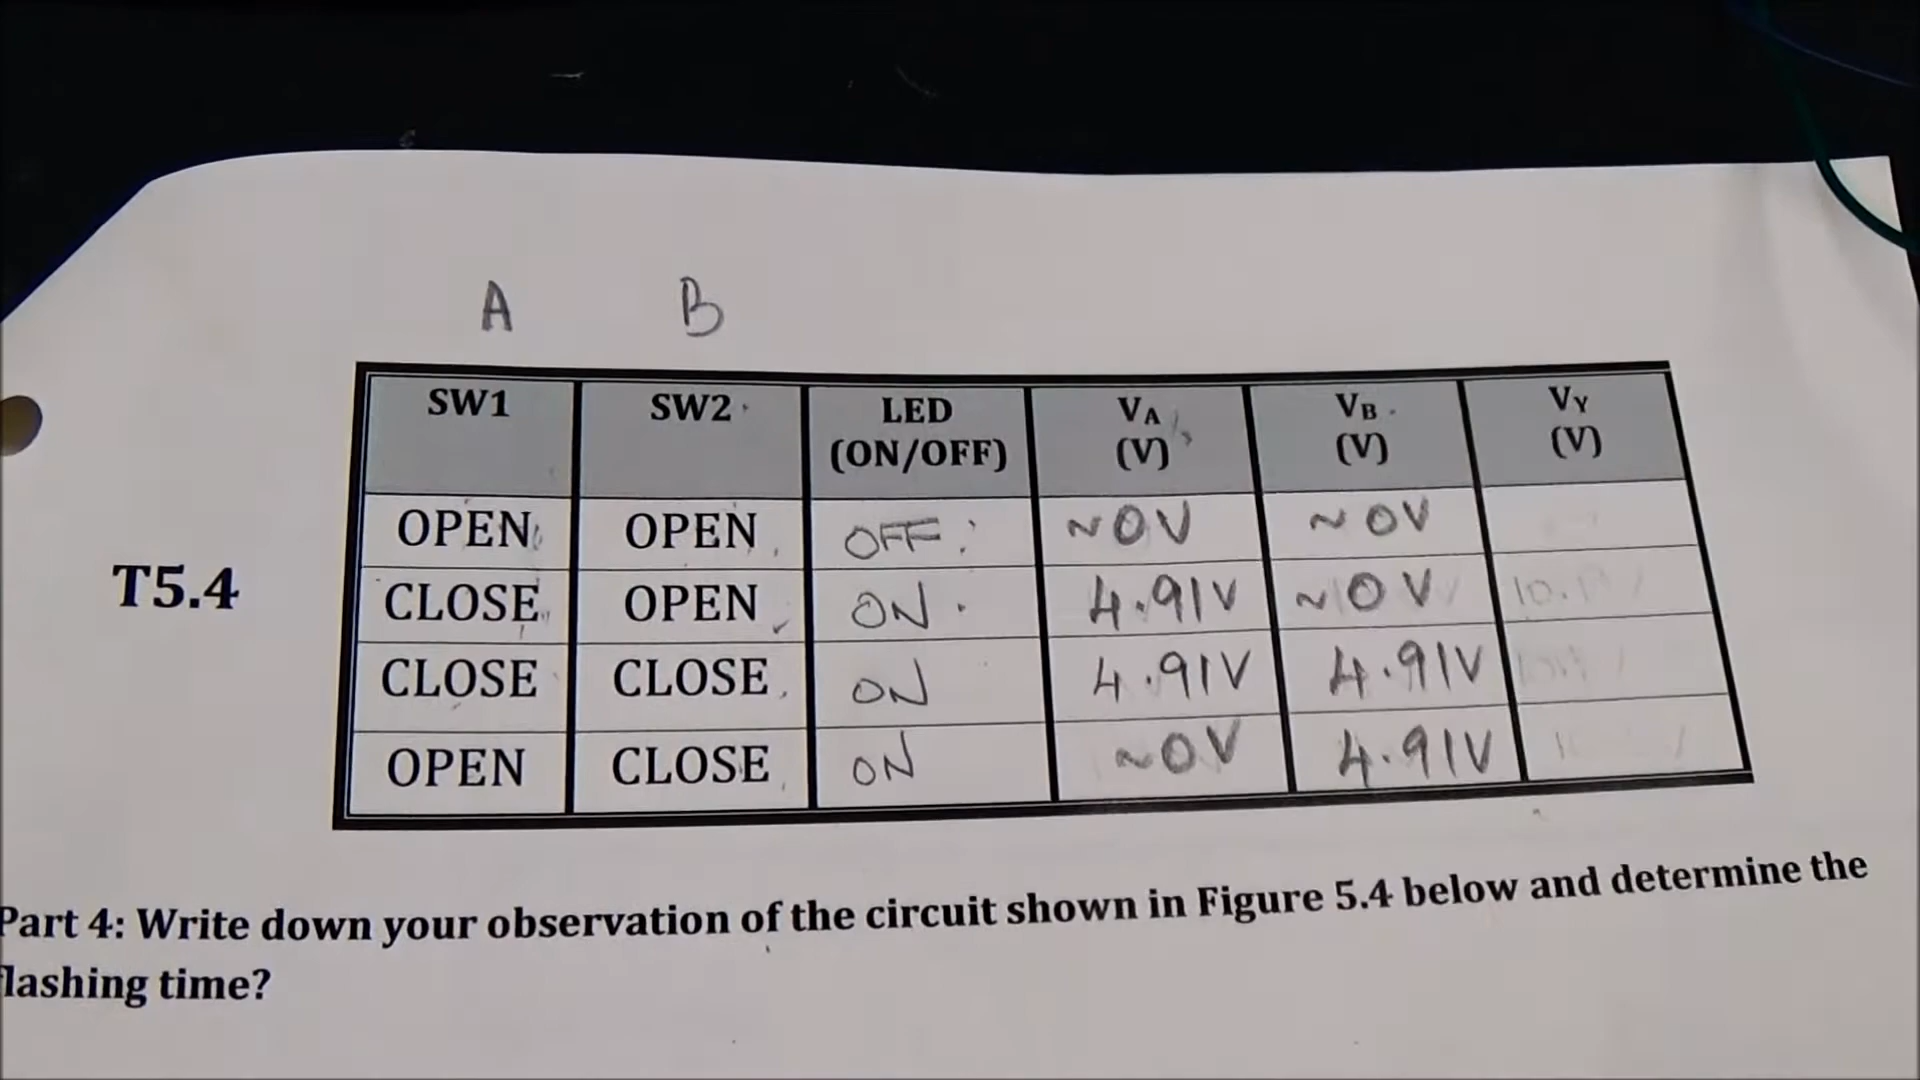 A B
SW1 SW2 LED (ON/OFF) VA (V) VB (V) VY (V)
OPEN OPEN OFF ~0V ~0V
CLOSE OPEN ON 4.91V ~0V
T5.4
CLOSE CLOSE ON 4.91V 4.91V
OPEN CLOSE ON ~0V 4.91V
Part 4: Write down your observation of the circuit shown in Figure 5.4 below and determine the
lashing time?